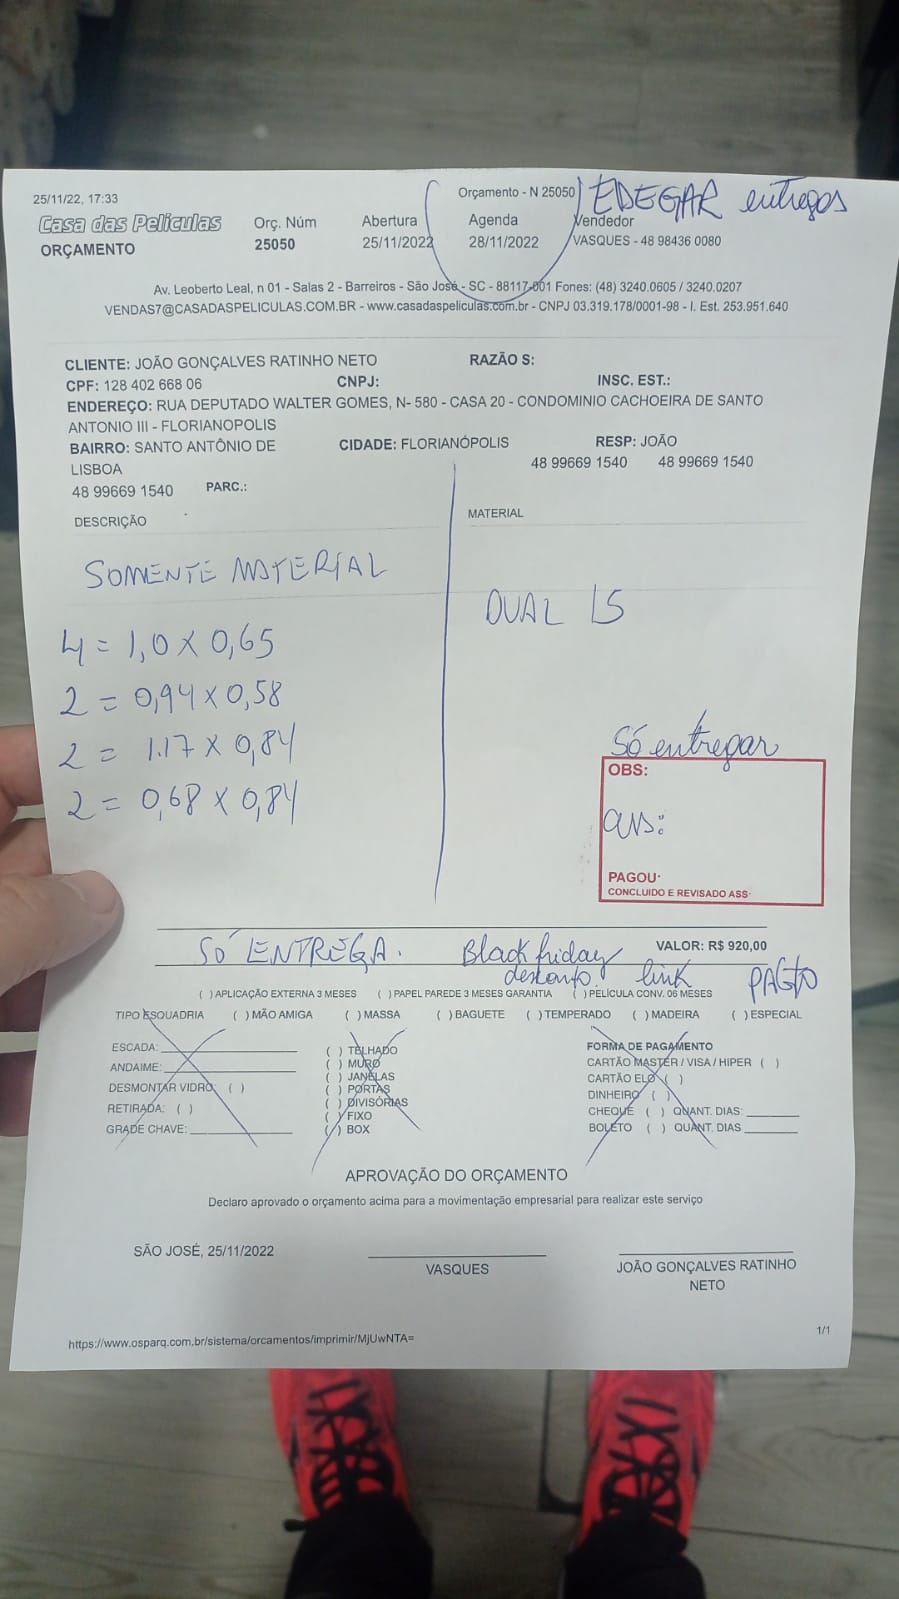 25/11/22, 17:33
Orçamento - N 25050
EDEGAR entregas
Casa das Peliculas
ORÇAMENTO
Orç. Núm
25050
Abertura
25/11/2022
Agenda
28/11/2022
Vendedor
VASQUES - 48 98436 0080
Av. Leoberto Leal, n 01 - Salas 2 - Barreiros - São José - SC - 88117-001 Fones: (48) 3240.0605 / 3240.0207
VENDAS7@CASADASPELICULAS.COM.BR - www.casadaspeliculas.com.br - CNPJ 03.319.178/0001-98 - I. Est. 253.951.640
CLIENTE: JOÃO GONÇALVES RATINHO NETO RAZÃO S:
CPF: 128 402 668 06 CNPJ: INSC. EST.:
ENDEREÇO: RUA DEPUTADO WALTER GOMES, N- 580 - CASA 20 - CONDOMINIO CACHOEIRA DE SANTO
ANTONIO III - FLORIANOPOLIS
BAIRRO: SANTO ANTÔNIO DE
LISBOA
CIDADE: FLORIANÓPOLIS
RESP: JOÃO
48 99669 1540 48 99669 1540
48 99669 1540 PARC.:
DESCRIÇÃO
MATERIAL
SOMENTE MATERIAL
DUAL 15
4 = 1,0 X 0,65
2 = 0,94 X 0,58
2 = 1.17 X 0,84
2 = 0,68 X 0,84
Só entregar
OBS:
ass:
PAGOU
CONCLUIDO E REVISADO ASS
SÓ ENTREGA.
Black friday
desconto.
link
VALOR: R$ 920,00
PAGTO
( ) APLICAÇÃO EXTERNA 3 MESES ( ) PAPEL PAREDE 3 MESES GARANTIA ( ) PELÍCULA CONV. 06 MESES
TIPO ESQUADRIA ( ) MÃO AMIGA ( ) MASSA ( ) BAGUETE ( ) TEMPERADO ( ) MADEIRA ( ) ESPECIAL
ESCADA:
ANDAIME:
DESMONTAR VIDRO: ( )
RETIRADA: ( )
GRADE CHAVE:
( ) TELHADO
( ) MURO
( ) JANELAS
( ) PORTAS
( ) DIVISÓRIAS
( ) FIXO
( ) BOX
FORMA DE PAGAMENTO
CARTÃO MASTER / VISA / HIPER ( )
CARTÃO ELO ( )
DINHEIRO ( )
CHEQUE ( ) QUANT. DIAS:
BOLETO ( ) QUANT. DIAS
APROVAÇÃO DO ORÇAMENTO
Declaro aprovado o orçamento acima para a movimentação empresarial para realizar este serviço
SÃO JOSÉ, 25/11/2022
VASQUES
JOÃO GONÇALVES RATINHO
NETO
https://www.osparq.com.br/sistema/orcamentos/imprimir/MjUwNTA=
1/1